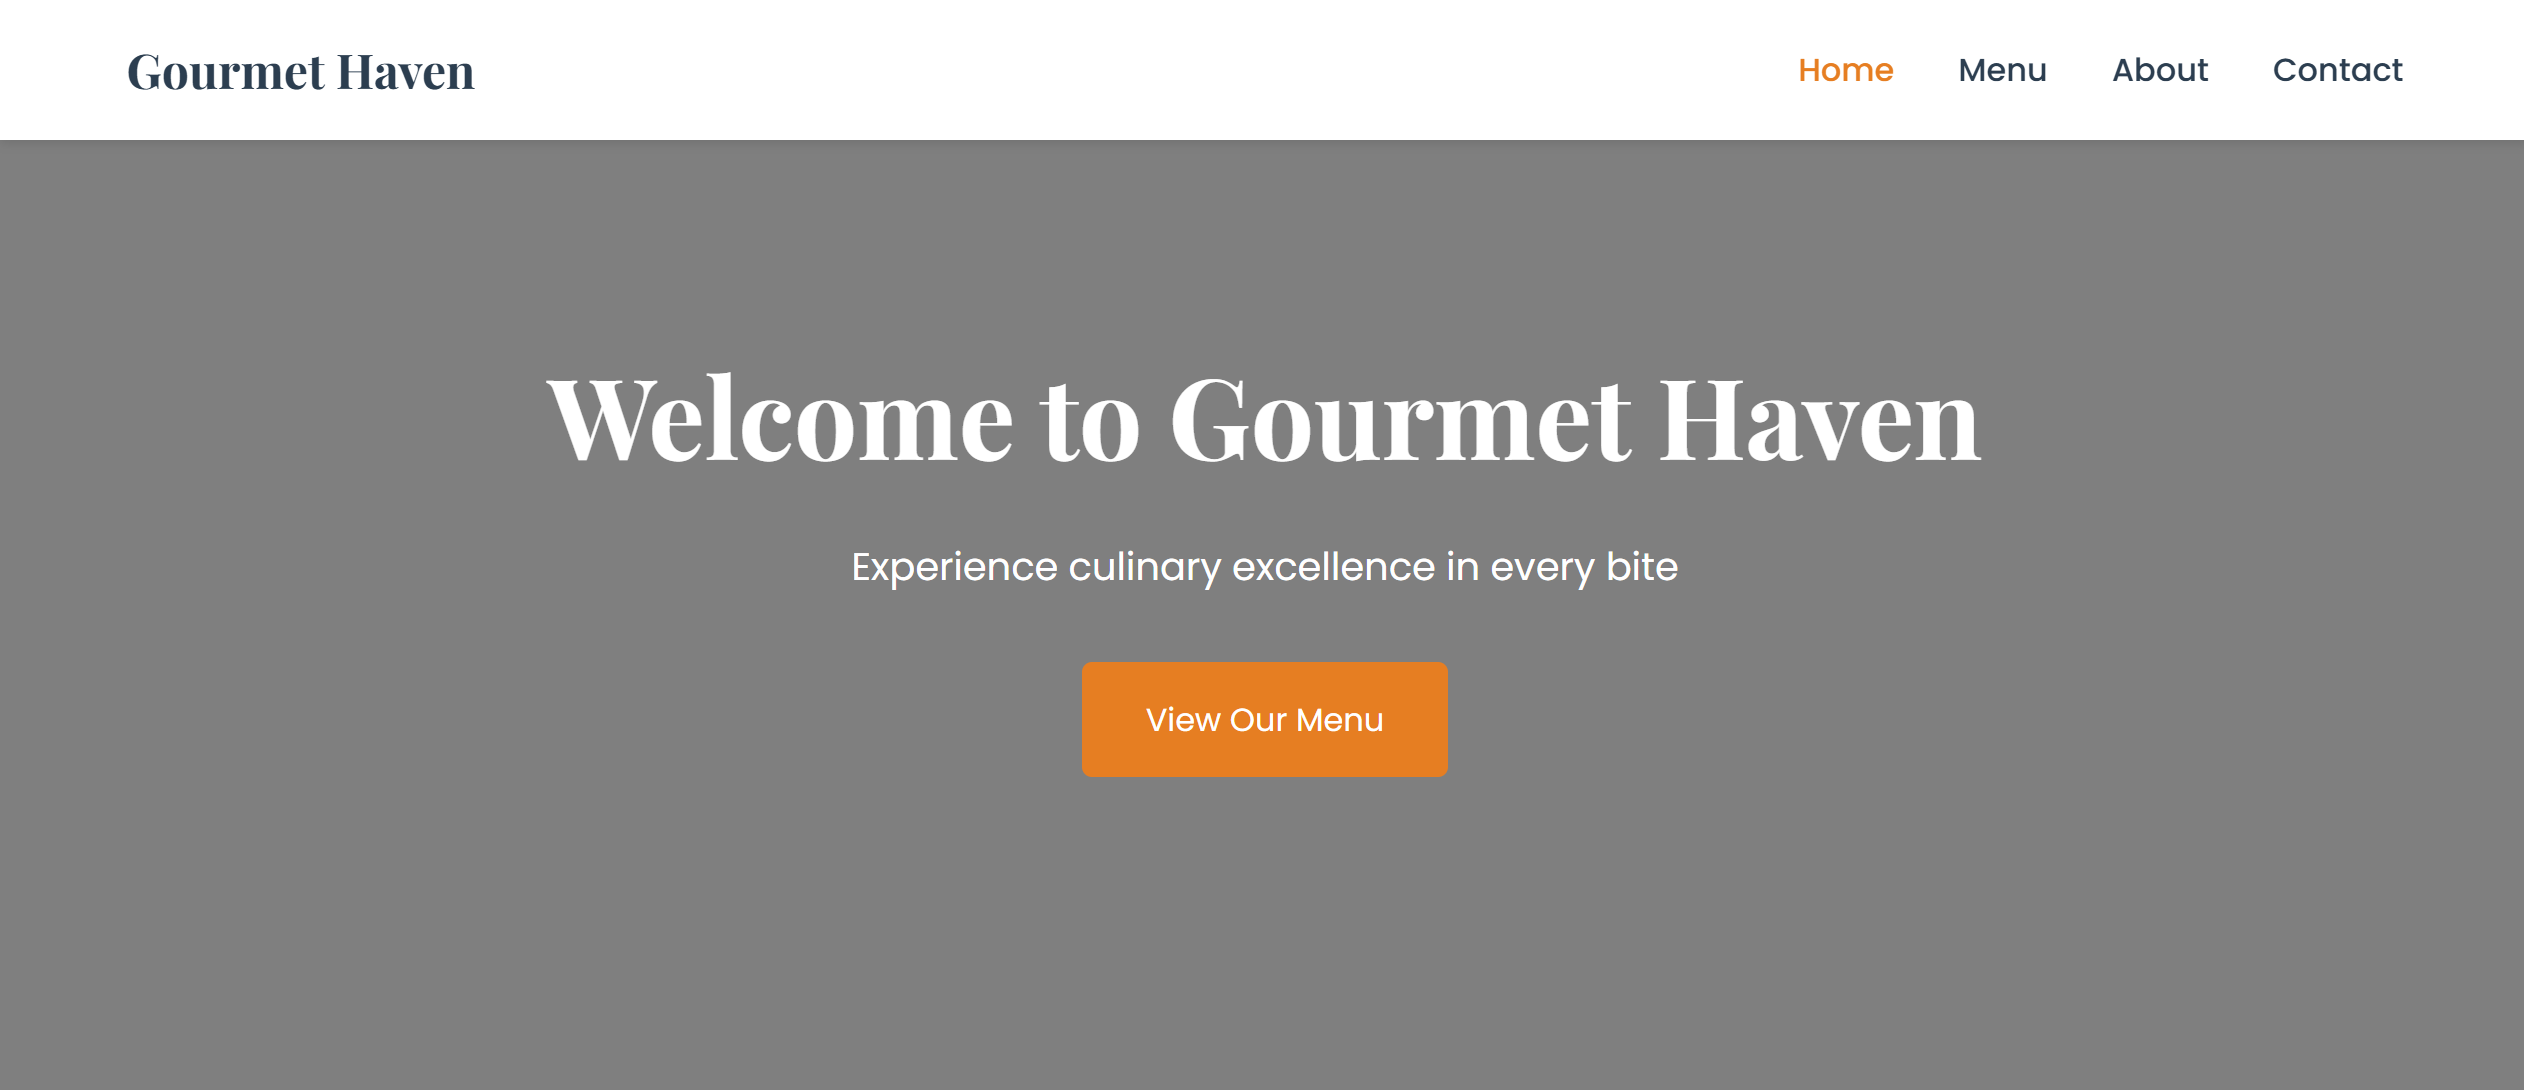 Gourmet Haven
Home Menu About Contact
Welcome to Gourmet Haven
Experience culinary excellence in every bite
View Our Menu